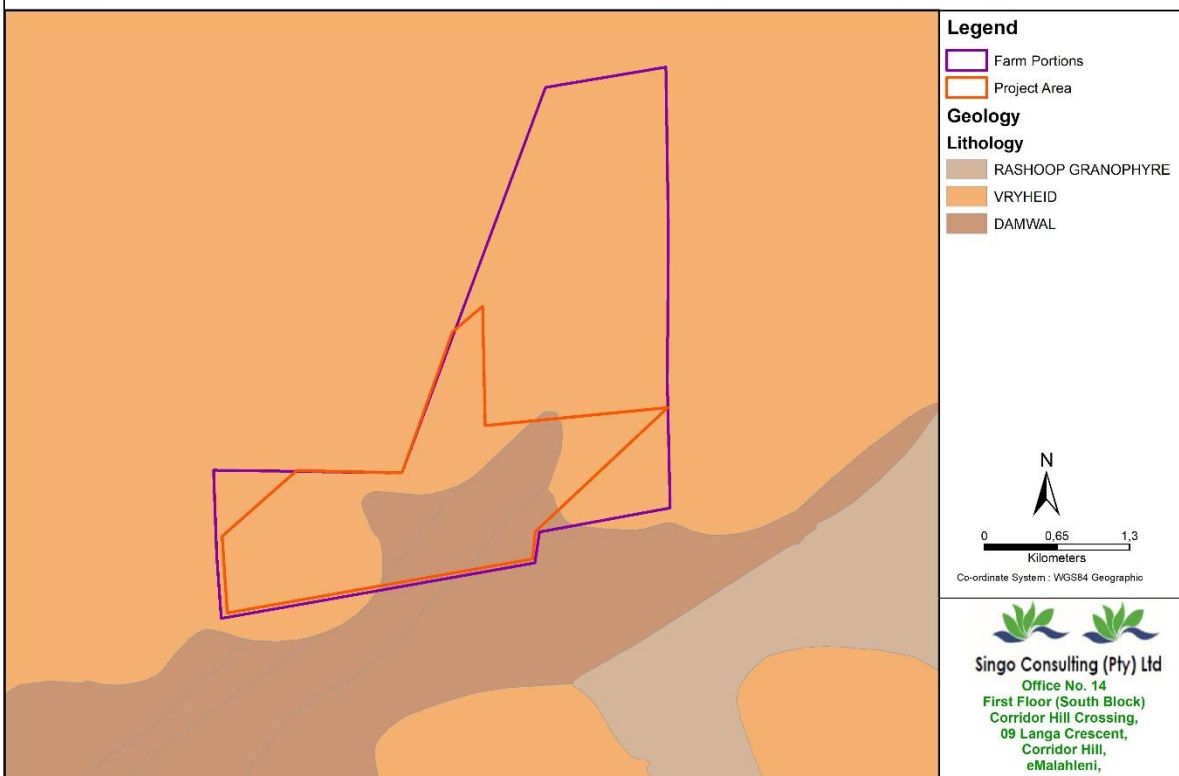 Legend
Farm Portions
Project Area
Geology
Lithology
RASHOOP GRANOPHYRE
VRYHEID
DAMWAL
N
0 0,65 1,3
Kilometers
Co-ordinate System : WGS84 Geographic
Singo Consulting (Pty) Ltd
Office No. 14
First Floor (South Block)
Corridor Hill Crossing,
09 Langa Crescent,
Corridor Hill,
eMalahleni,